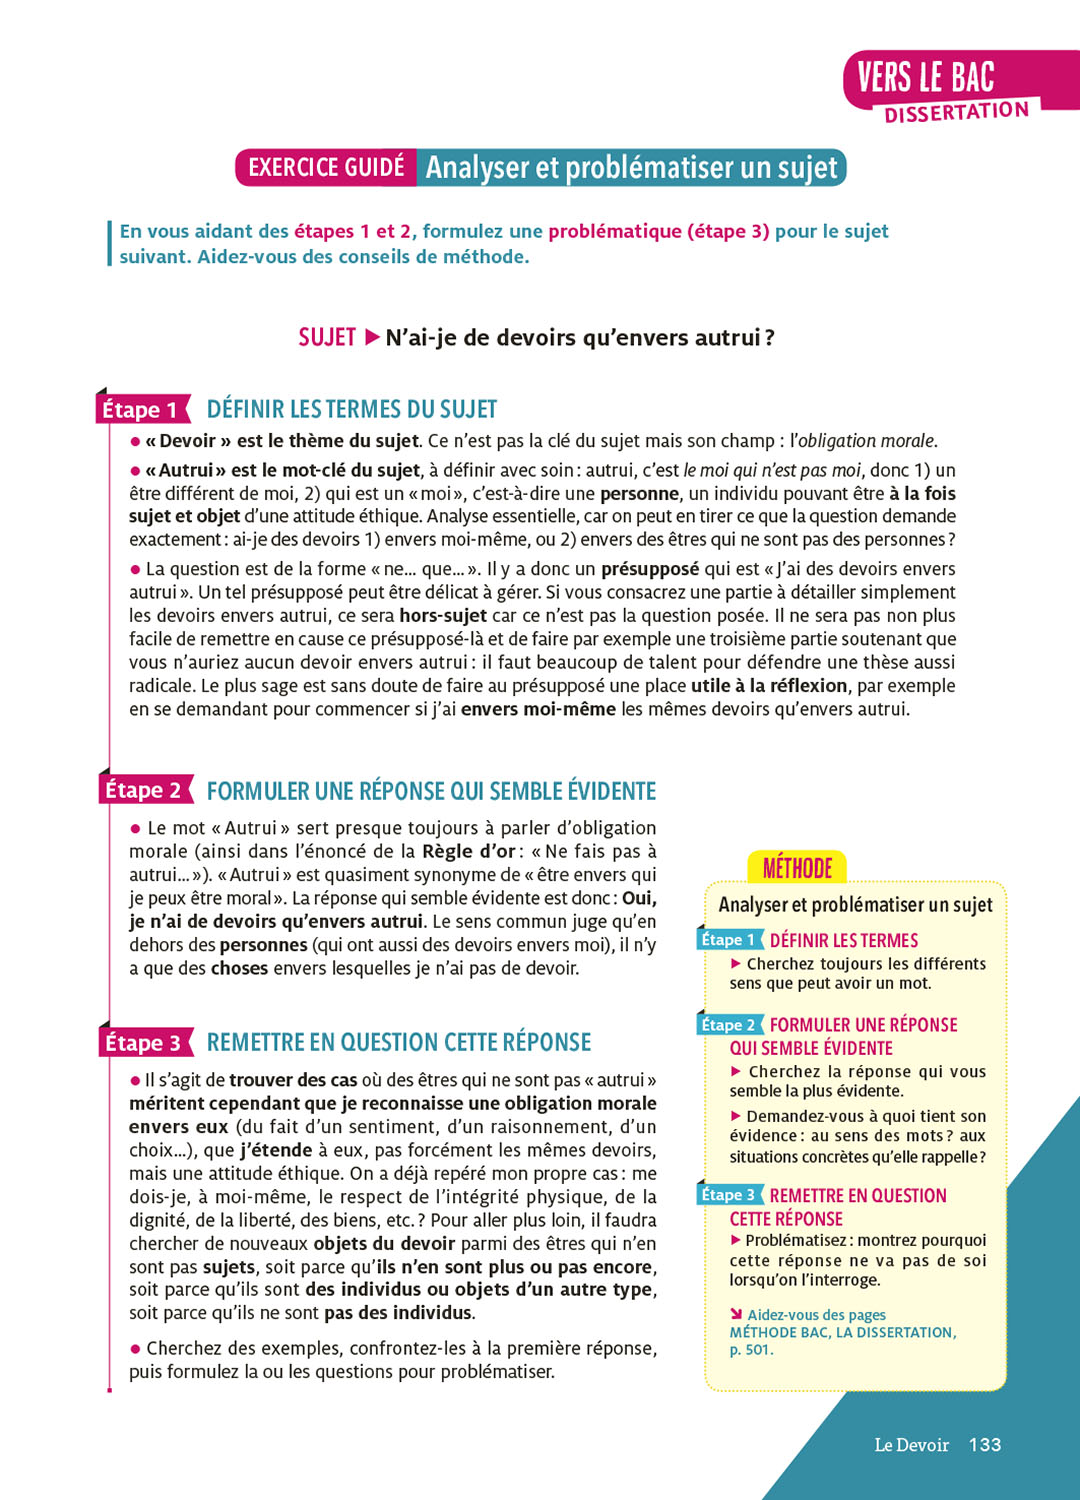 VERS LE BAC
DISSERTATION
EXERCICE GUIDÉ Analyser et problématiser un sujet
En vous aidant des étapes 1 et 2, formulez une problématique (étape 3) pour le sujet
suivant. Aidez-vous des conseils de méthode.
SUJET ▶ N’ai-je de devoirs qu’envers autrui ?
Étape 1 DÉFINIR LES TERMES DU SUJET
● « Devoir » est le thème du sujet. Ce n’est pas la clé du sujet mais son champ : l’obligation morale.
● « Autrui » est le mot-clé du sujet, à définir avec soin : autrui, c’est le moi qui n’est pas moi, donc 1) un
être différent de moi, 2) qui est un « moi », c’est-à-dire une personne, un individu pouvant être à la fois
sujet et objet d’une attitude éthique. Analyse essentielle, car on peut en tirer ce que la question demande
exactement : ai-je des devoirs 1) envers moi-même, ou 2) envers des êtres qui ne sont pas des personnes ?
● La question est de la forme « ne... que... ». Il y a donc un présupposé qui est « J’ai des devoirs envers
autrui ». Un tel présupposé peut être délicat à gérer. Si vous consacrez une partie à détailler simplement
les devoirs envers autrui, ce sera hors-sujet car ce n’est pas la question posée. Il ne sera pas non plus
facile de remettre en cause ce présupposé-là et de faire par exemple une troisième partie soutenant que
vous n’auriez aucun devoir envers autrui : il faut beaucoup de talent pour défendre une thèse aussi
radicale. Le plus sage est sans doute de faire au présupposé une place utile à la réflexion, par exemple
en se demandant pour commencer si j’ai envers moi-même les mêmes devoirs qu’envers autrui.
Étape 2 FORMULER UNE RÉPONSE QUI SEMBLE ÉVIDENTE
● Le mot « Autrui » sert presque toujours à parler d’obligation
morale (ainsi dans l’énoncé de la Règle d’or : « Ne fais pas à
autrui... »). « Autrui » est quasiment synonyme de « être envers qui
je peux être moral ». La réponse qui semble évidente est donc : Oui,
je n’ai de devoirs qu’envers autrui. Le sens commun juge qu’en
dehors des personnes (qui ont aussi des devoirs envers moi), il n’y
a que des choses envers lesquelles je n’ai pas de devoir.
Étape 3 REMETTRE EN QUESTION CETTE RÉPONSE
● Il s’agit de trouver des cas où des êtres qui ne sont pas « autrui »
méritent cependant que je reconnaisse une obligation morale
envers eux (du fait d’un sentiment, d’un raisonnement, d’un
choix...), que j’étende à eux, pas forcément les mêmes devoirs,
mais une attitude éthique. On a déjà repéré mon propre cas : me
dois-je, à moi-même, le respect de l’intégrité physique, de la
dignité, de la liberté, des biens, etc. ? Pour aller plus loin, il faudra
chercher de nouveaux objets du devoir parmi des êtres qui n’en
sont pas sujets, soit parce qu’ils n’en sont plus ou pas encore,
soit parce qu’ils sont des individus ou objets d’un autre type,
soit parce qu’ils ne sont pas des individus.
● Cherchez des exemples, confrontez-les à la première réponse,
puis formulez la ou les questions pour problématiser.
MÉTHODE
Analyser et problématiser un sujet
Étape 1 DÉFINIR LES TERMES
▶ Cherchez toujours les différents
sens que peut avoir un mot.
Étape 2 FORMULER UNE RÉPONSE
QUI SEMBLE ÉVIDENTE
▶ Cherchez la réponse qui vous
semble la plus évidente.
▶ Demandez-vous à quoi tient son
évidence : au sens des mots ? aux
situations concrètes qu’elle rappelle ?
Étape 3 REMETTRE EN QUESTION
CETTE RÉPONSE
▶ Problématisez : montrez pourquoi
cette réponse ne va pas de soi
lorsqu’on l’interroge.
↘ Aidez-vous des pages
MÉTHODE BAC, LA DISSERTATION,
p. 501.
Le Devoir 133